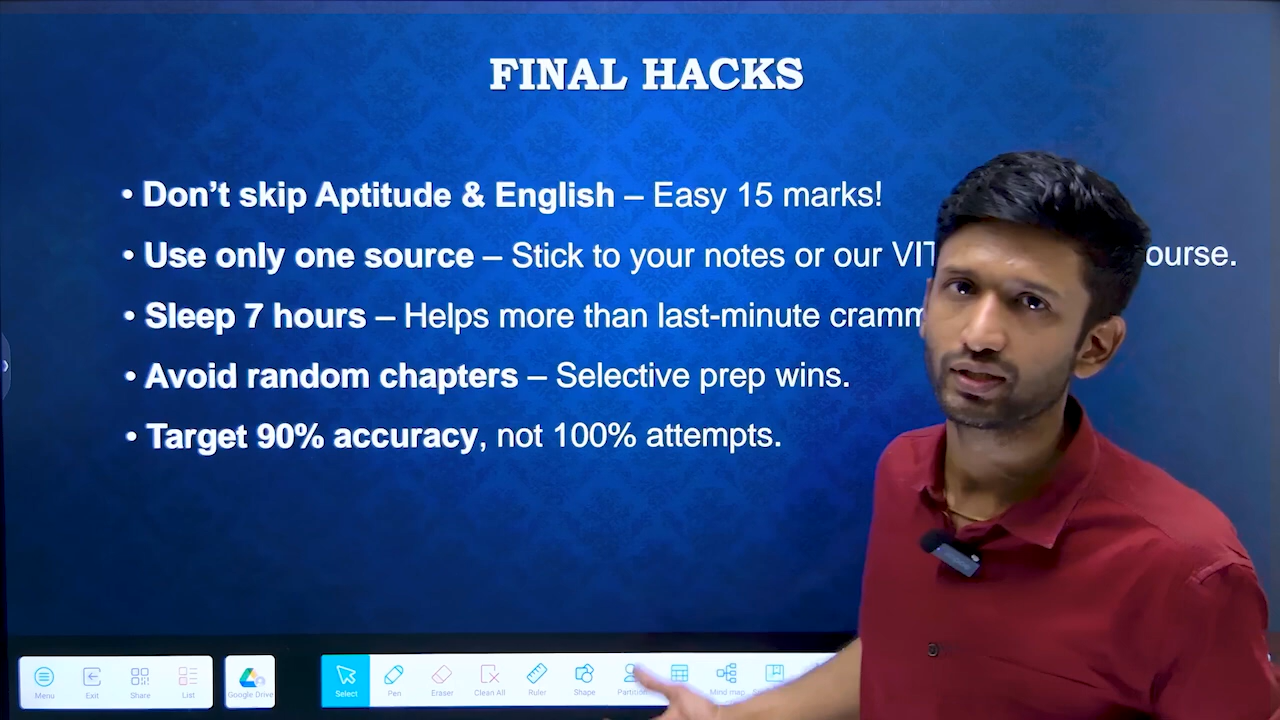 FINAL HACKS
• Don’t skip Aptitude & English – Easy 15 marks!
• Use only one source – Stick to your notes or our ourse.
• Sleep 7 hours – Helps more than last-minute
• Avoid random chapters – Selective prep wins.
• Target 90% accuracy, not 100% attempts.
Menu Exit Share List Google Drive Select Pen Eraser Clean All Ruler Shape Partition Mind map